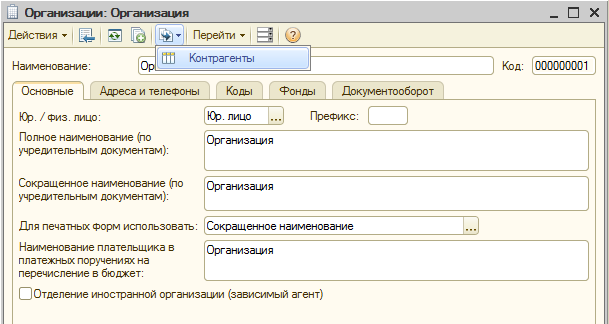 Организации: Организация
Действия Перейти
Контрагенты
Наименование: Ор Код: 000000001
Основные Адреса и телефоны Коды Фонды Документооборот
Юр. / физ. лицо: Юр. лицо ... Префикс:
Полное наименование (по Организация
учредительным документам):
Сокращенное наименование (по Организация
учредительным документам):
Для печатных форм использовать: Сокращенное наименование ...
Наименование плательщика в Организация
платежных поручениях на
перечисление в бюджет:
Отделение иностранной организации (зависимый агент)